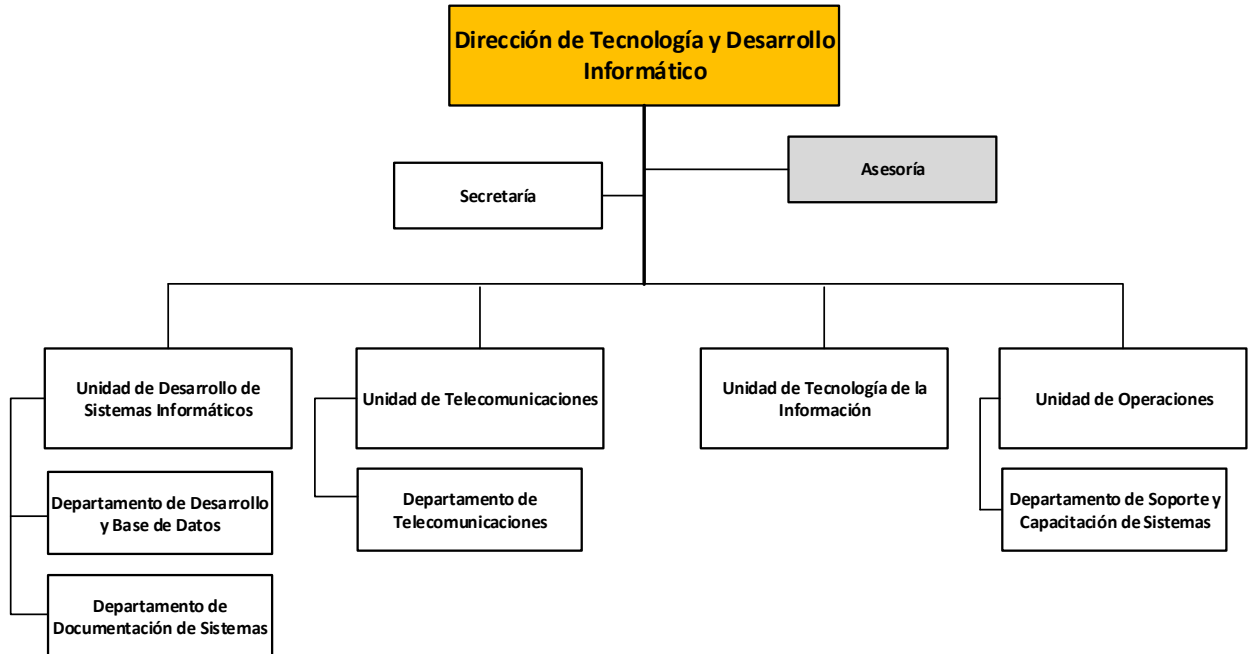 Dirección de Tecnología y Desarrollo
Informático
Asesoría
Secretaría
Unidad de Desarrollo de
Sistemas Informáticos
Unidad de Telecomunicaciones
Unidad de Tecnología de la
Información
Unidad de Operaciones
Departamento de Desarrollo
y Base de Datos
Departamento de
Telecomunicaciones
Departamento de Soporte y
Capacitación de Sistemas
Departamento de
Documentación de Sistemas